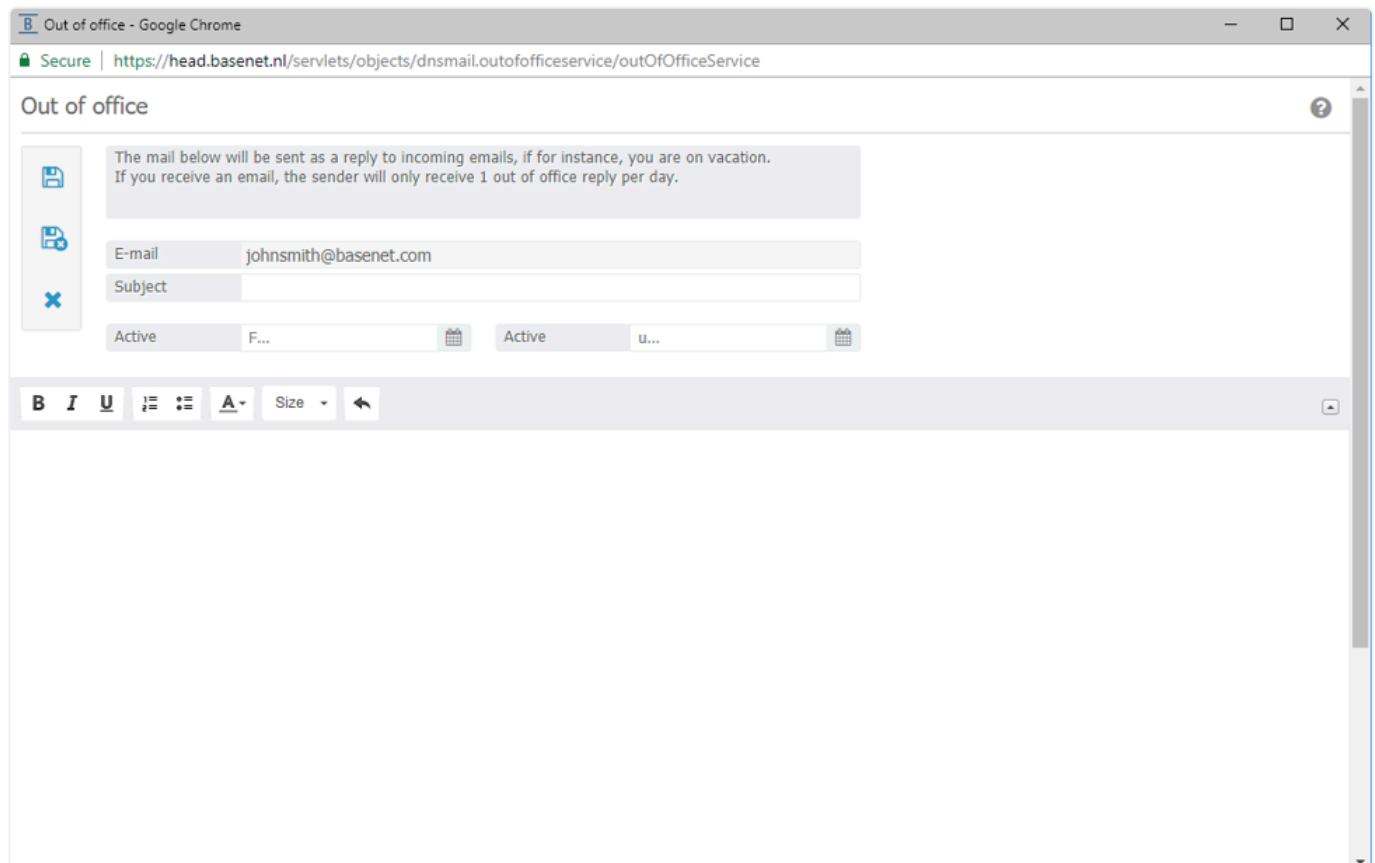 B Out of office - Google Chrome
Secure | https://head.basenet.nl/servlets/objects/dnsmail.outofofficeservice/outOfOfficeService
Out of office
?
The mail below will be sent as a reply to incoming emails, if for instance, you are on vacation.
If you receive an email, the sender will only receive 1 out of office reply per day.
E-mail johnsmith@basenet.com
Subject
Active F... Active u...
B I U A Size